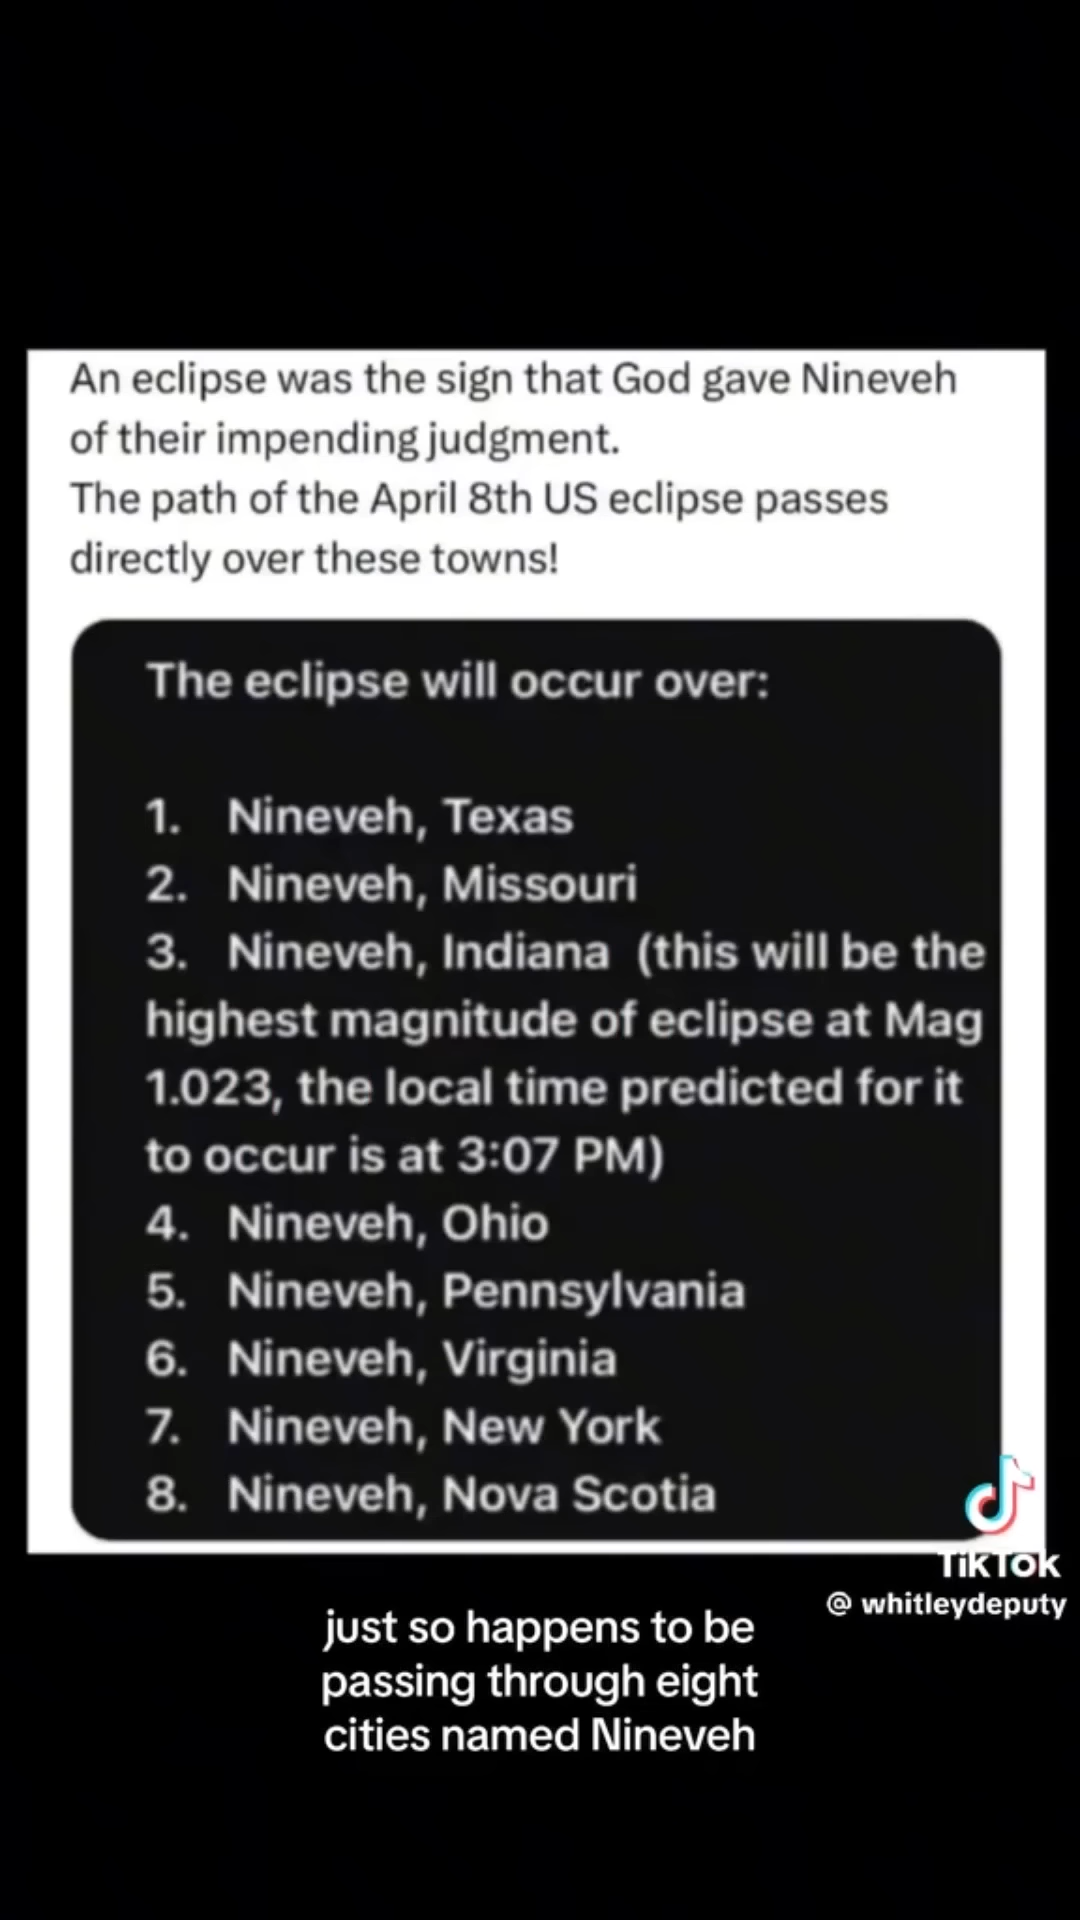 An eclipse was the sign that God gave Nineveh
of their impending judgment.
The path of the April 8th US eclipse passes
directly over these towns!
The eclipse will occur over:
1. Nineveh, Texas
2. Nineveh, Missouri
3. Nineveh, Indiana (this will be the
highest magnitude of eclipse at Mag
1.023, the local time predicted for it
to occur is at 3:07 PM)
4. Nineveh, Ohio
5. Nineveh, Pennsylvania
6. Nineveh, Virginia
7. Nineveh, New York
8. Nineveh, Nova Scotia
TikTok
@ whitleydeputy
just so happens to be
passing through eight
cities named Nineveh